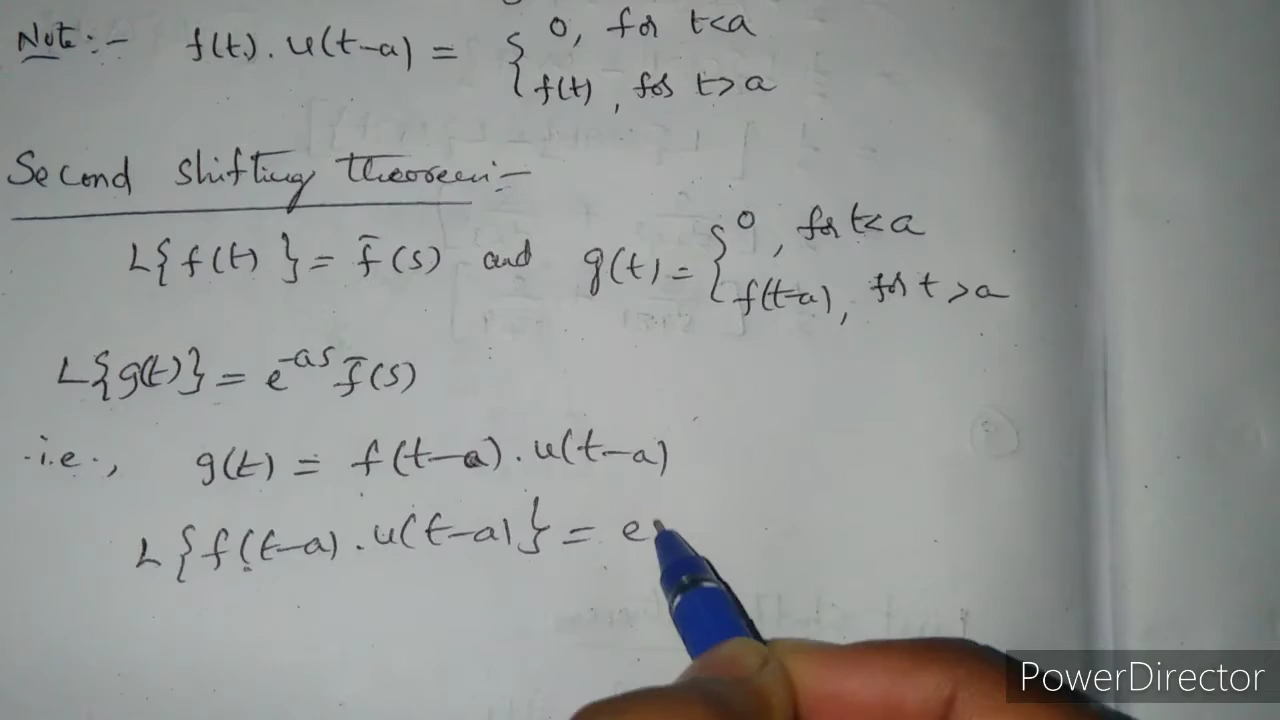 Note :- f(t). u(t-a) = { 0, for t<a
f(t), for t>a
Second shifting theorem:-
L{f(t)} = f̄(s) and g(t) = { 0, for t<a
f(t-a), for t>a
L{g(t)} = e^{-as} f̄(s)
i.e., g(t) = f(t-a). u(t-a)
L{f(t-a). u(t-a)} = e
PowerDirector